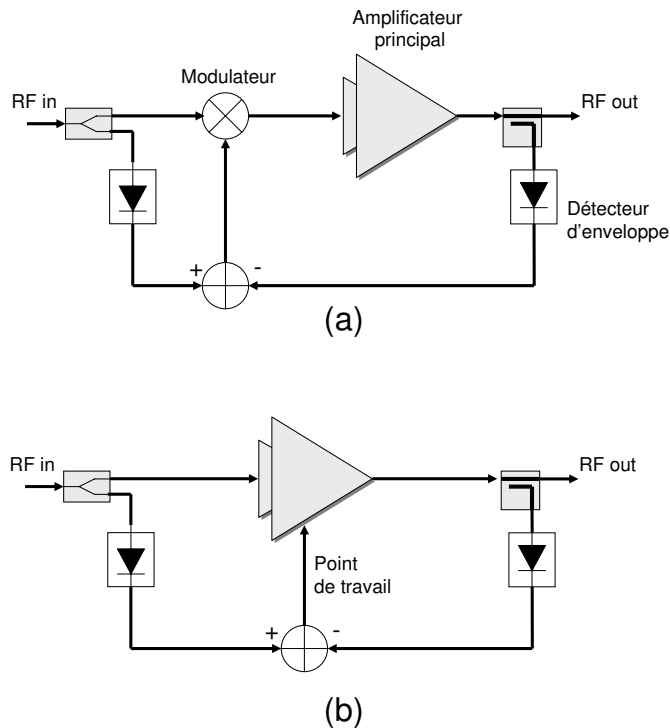 Amplificateur
principal
Modulateur
RF in
RF out
Détecteur
d'enveloppe
+
-
(a)
RF in
RF out
Point
de travail
+
-
(b)